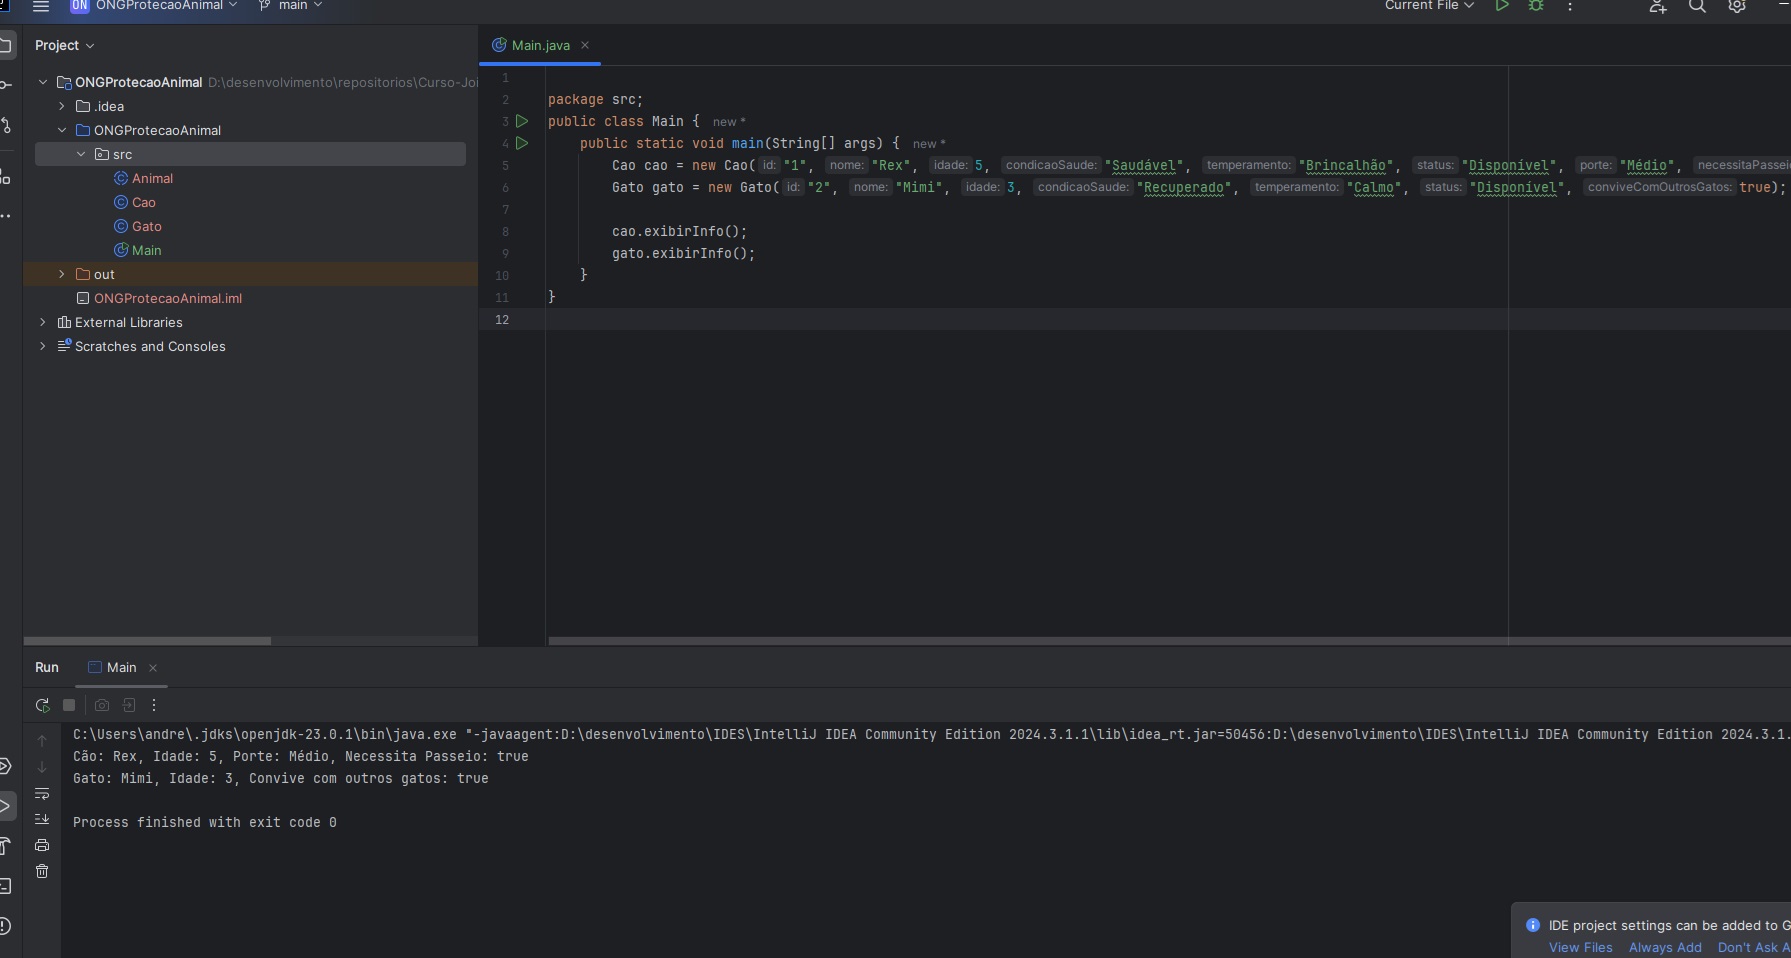 ON ONGProtecaoAnimal main Current File
Project
Main.java
ONGProtecaoAnimal D:\desenvolvimento\repositorios\Curso-Joi
.idea
ONGProtecaoAnimal
src
Animal
Cao
Gato
Main
out
ONGProtecaoAnimal.iml
External Libraries
Scratches and Consoles
1
2 package src;
3 public class Main { new *
4 public static void main(String[] args) { new *
5 Cao cao = new Cao( id: "1", nome: "Rex", idade: 5, condicaoSaude: "Saudável", temperamento: "Brincalhão", status: "Disponível", porte: "Médio", necessitaPasseio
6 Gato gato = new Gato( id: "2", nome: "Mimi", idade: 3, condicaoSaude: "Recuperado", temperamento: "Calmo", status: "Disponível", conviveComOutrosGatos: true);
7
8 cao.exibirInfo();
9 gato.exibirInfo();
10 }
11 }
12
Run Main
C:\Users\andre\.jdks\openjdk-23.0.1\bin\java.exe "-javaagent:D:\desenvolvimento\IDES\IntelliJ IDEA Community Edition 2024.3.1.1\lib\idea_rt.jar=50456:D:\desenvolvimento\IDES\IntelliJ IDEA Community Edition 2024.3.1.
Cão: Rex, Idade: 5, Porte: Médio, Necessita Passeio: true
Gato: Mimi, Idade: 3, Convive com outros gatos: true
Process finished with exit code 0
IDE project settings can be added to G
View Files Always Add Don't Ask A